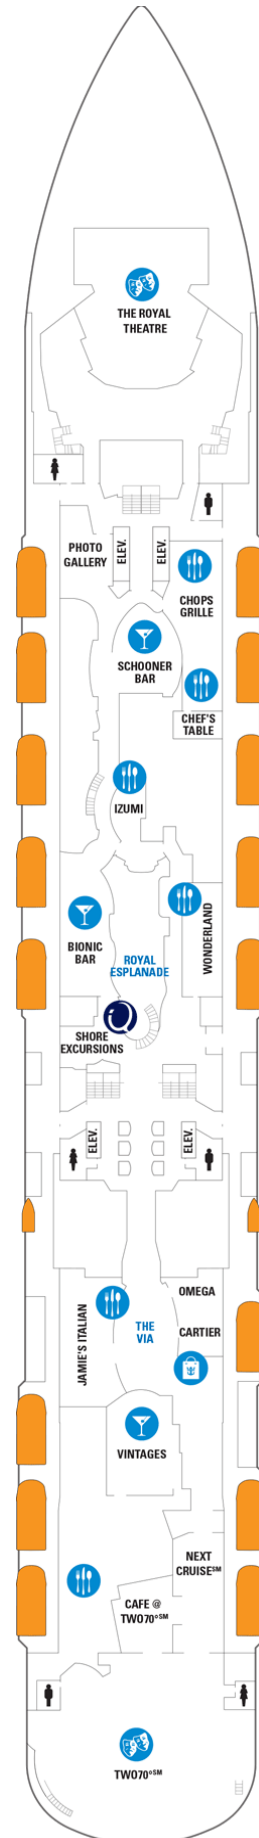 THE ROYAL
THEATRE
PHOTO
GALLERY
ELEV.
ELEV.
CHOPS
GRILLE
SCHOONER
BAR
CHEF'S
TABLE
IZUMI
BIONIC
BAR
WONDERLAND
ROYAL
ESPLANADE
iQ
SHORE
EXCURSIONS
ELEV.
ELEV.
OMEGA
JAMIE'S ITALIAN
THE
VIA
CARTIER
VINTAGES
NEXT
CRUISE℠
CAFE @
TWO70°℠
TWO70°℠